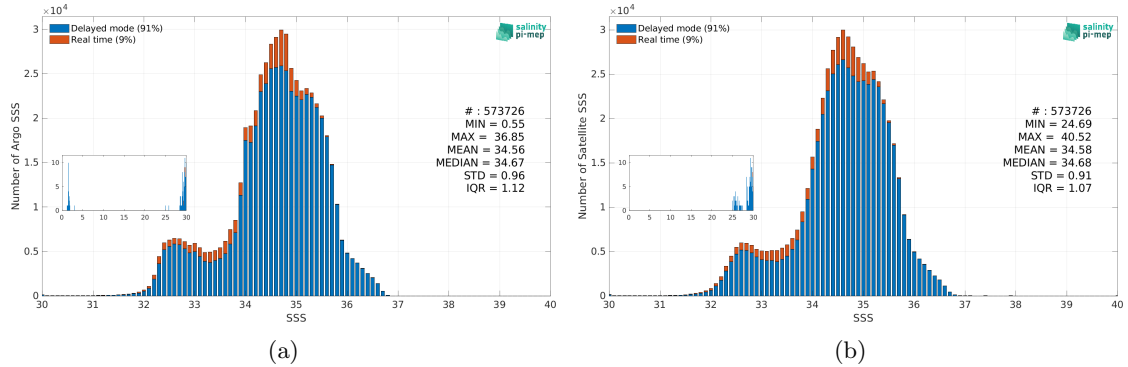 ×10⁴
Delayed mode (91%)
Real time (9%)
salinity
pi-mep
# : 573726
MIN = 0.55
MAX = 36.85
MEAN = 34.56
MEDIAN = 34.67
STD = 0.96
IQR = 1.12
Number of Argo SSS
3
2.5
2
1.5
1
0.5
0
10
5
0
0 5 10 15 20 25 30
30 31 32 33 34 35 36 37 38 39 40
SSS
(a)
×10⁴
Delayed mode (91%)
Real time (9%)
salinity
pi-mep
# : 573726
MIN = 24.69
MAX = 40.52
MEAN = 34.58
MEDIAN = 34.68
STD = 0.91
IQR = 1.07
Number of Satellite SSS
3
2.5
2
1.5
1
0.5
0
10
5
0
0 5 10 15 20 25 30
30 31 32 33 34 35 36 37 38 39 40
SSS
(b)